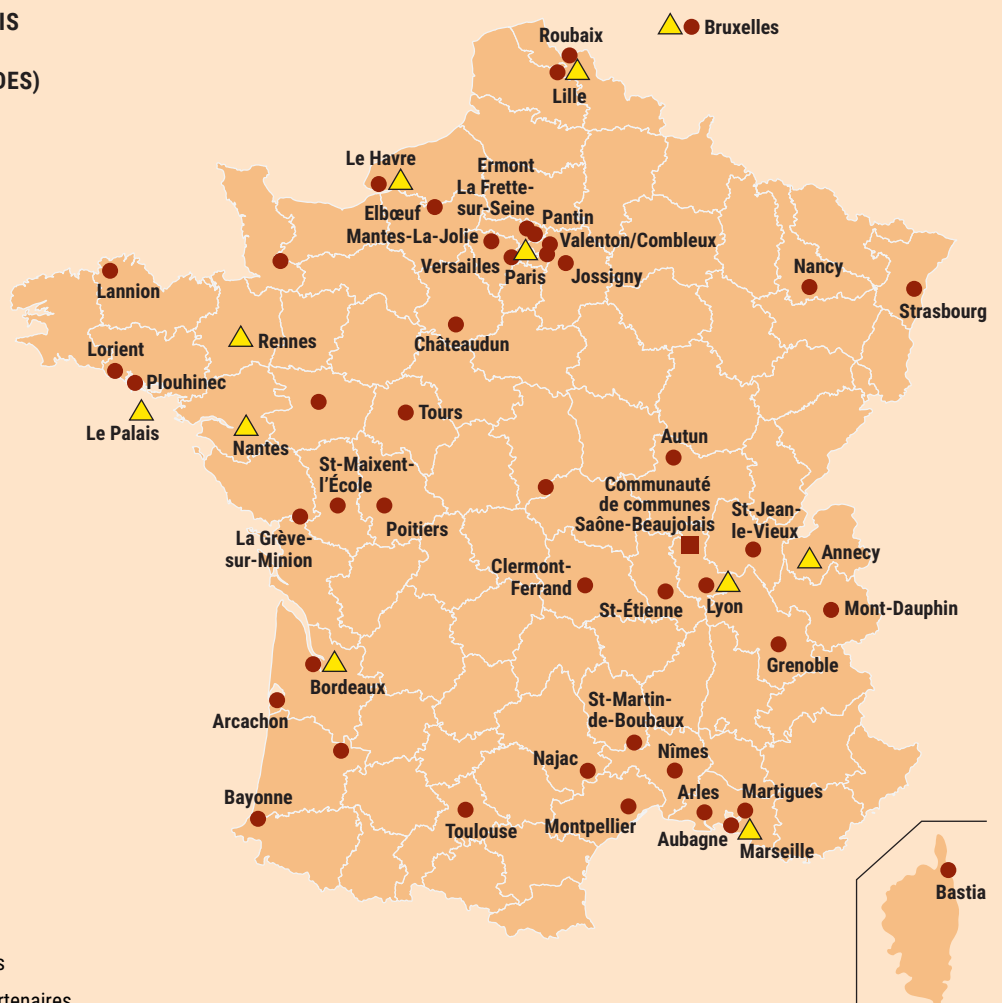 IS
DES)
Bruxelles
Roubaix
Lille
Le Havre
Ermont
La Frette-
sur-Seine
Elbœuf
Pantin
Mantes-La-Jolie
Valenton/Combleux
Versailles
Paris
Jossigny
Nancy
Strasbourg
Lannion
Rennes
Châteaudun
Lorient
Plouhinec
Le Palais
Nantes
Tours
Autun
St-Maixent-
l'École
Poitiers
Communauté
de communes
Saône-Beaujolais
St-Jean-
le-Vieux
La Grève-
sur-Minion
Annecy
Clermont-
Ferrand
St-Étienne
Lyon
Mont-Dauphin
Grenoble
Bordeaux
Arcachon
St-Martin-
de-Boubaux
Najac
Nîmes
Bayonne
Arles
Martigues
Toulouse
Montpellier
Aubagne
Marseille
Bastia
s
rtenaires